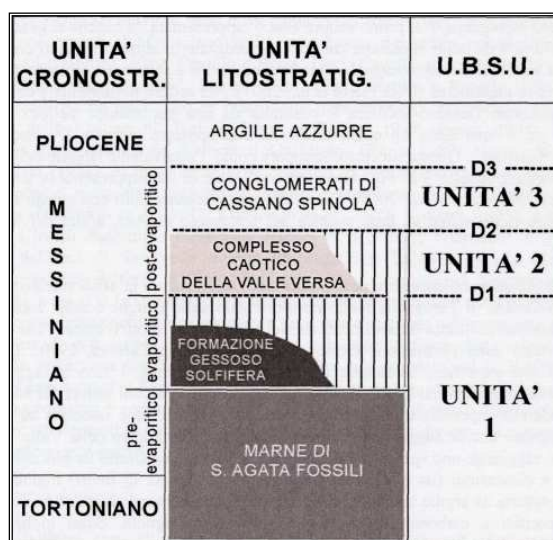 UNITA' CRONOSTR.
UNITA' LITOSTRATIG.
U.B.S.U.
PLIOCENE
ARGILLE AZZURRE
D3
MESSINIANO
post-evaporitico
CONGLOMERATI DI
CASSANO SPINOLA
UNITA' 3
D2
COMPLESSO
CAOTICO
DELLA VALLE VERSA
UNITA' 2
D1
evaporitico
FORMAZIONE
GESSOSO
SOLFIFERA
UNITA'
1
pre-
evaporitico
MARNE DI
S. AGATA FOSSILI
TORTONIANO